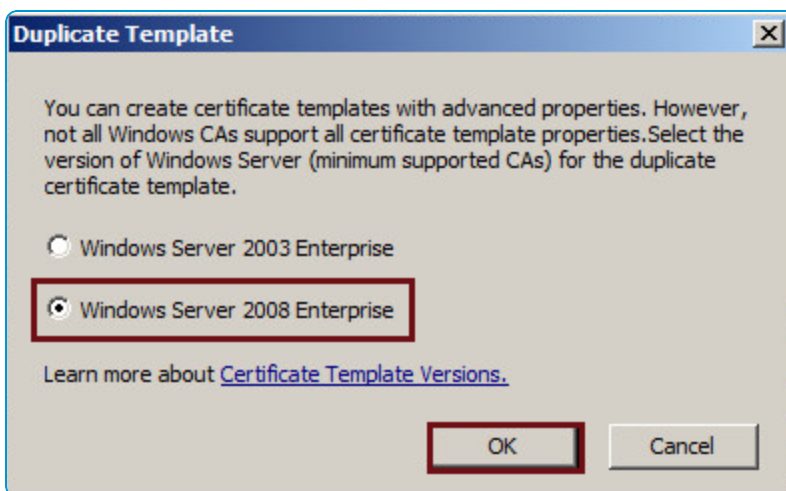 Duplicate Template
You can create certificate templates with advanced properties. However,
not all Windows CAs support all certificate template properties.Select the
version of Windows Server (minimum supported CAs) for the duplicate
certificate template.
Windows Server 2003 Enterprise
Windows Server 2008 Enterprise
Learn more about Certificate Template Versions.
OK Cancel